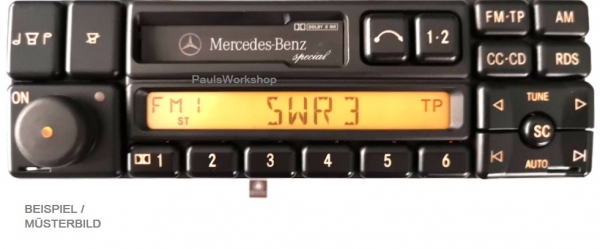 DOLBY B NR
FM·TP
AM
Mercedes-Benz
special
1·2
CC·CD
RDS
PaulsWorkshop
ON
FM1
ST
SWR3
TP
TUNE
SC
AUTO
1
2
3
4
5
6
BEISPIEL /
MÜSTERBILD